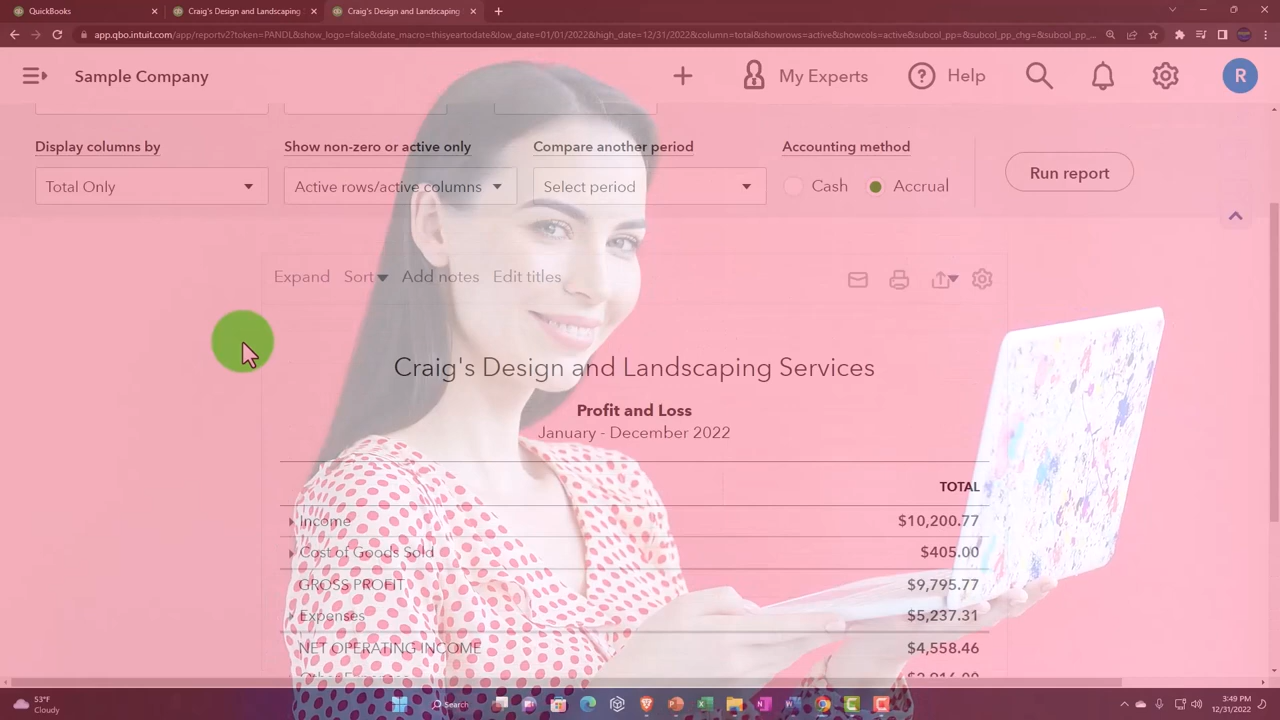 QuickBooks
Craig's Design and Landscaping
Craig's Design and Landscaping
app.qbo.intuit.com/app/reportv2?token=PANDL&show_logo=false&date_macro=thisyeartodate&low_date=01/01/2022&high_date=12/31/2022&column=total&showrows=active&showcols=active&subcol_pp=&subcol_pp_chg=&subcol_pp_...
Sample Company
My Experts
Help
R
Display columns by
Show non-zero or active only
Compare another period
Accounting method
Total Only
Active rows/active columns
Select period
Cash
Accrual
Run report
Expand
Sort
Add notes
Edit titles
Craig's Design and Landscaping Services
Profit and Loss
January - December 2022
TOTAL
Income $10,200.77
Cost of Goods Sold $405.00
GROSS PROFIT $9,795.77
Expenses $5,237.31
NET OPERATING INCOME $4,558.46
Other Expenses
53°F
Cloudy
Search
3:49 PM
12/31/2022